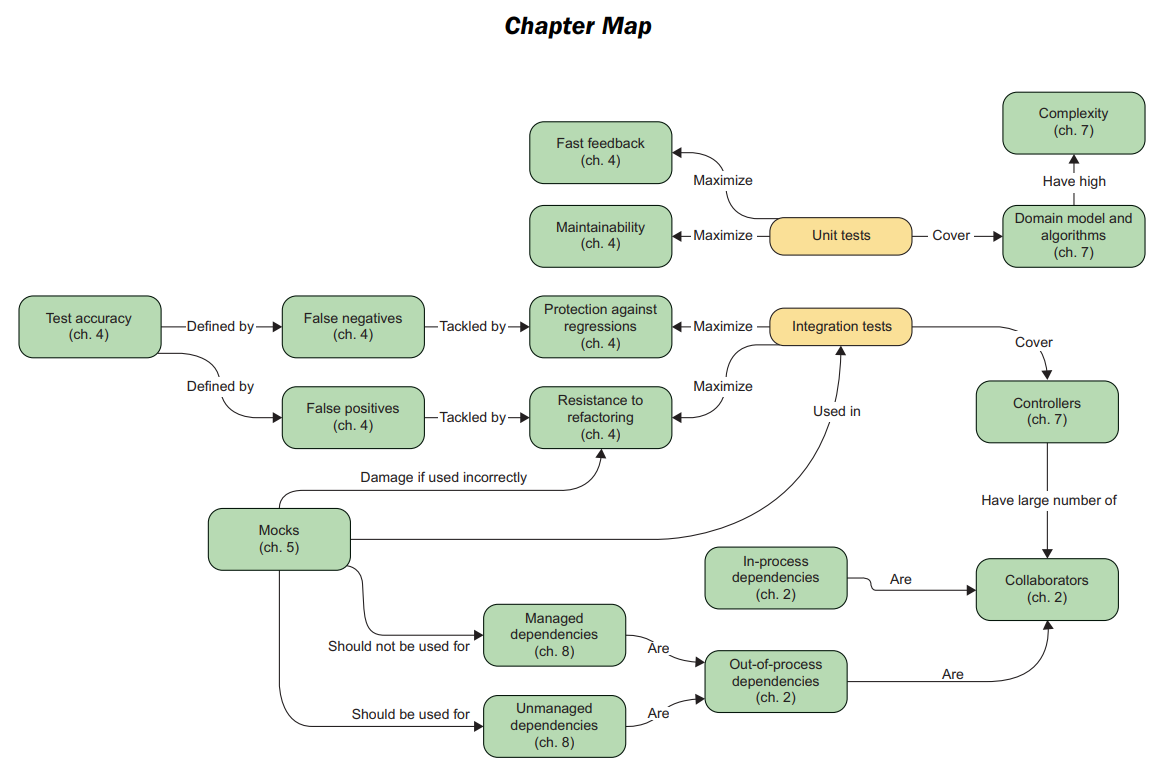 Chapter Map
Complexity
(ch. 7)
Fast feedback
(ch. 4)
Maximize
Have high
Maintainability
(ch. 4)
Maximize
Unit tests
Cover
Domain model and
algorithms
(ch. 7)
Test accuracy
(ch. 4)
Defined by
False negatives
(ch. 4)
Tackled by
Protection against
regressions
(ch. 4)
Maximize
Integration tests
Cover
Defined by
False positives
(ch. 4)
Tackled by
Resistance to
refactoring
(ch. 4)
Maximize
Used in
Controllers
(ch. 7)
Damage if used incorrectly
Have large number of
Mocks
(ch. 5)
In-process
dependencies
(ch. 2)
Are
Collaborators
(ch. 2)
Should not be used for
Managed
dependencies
(ch. 8)
Are
Out-of-process
dependencies
(ch. 2)
Are
Should be used for
Unmanaged
dependencies
(ch. 8)
Are